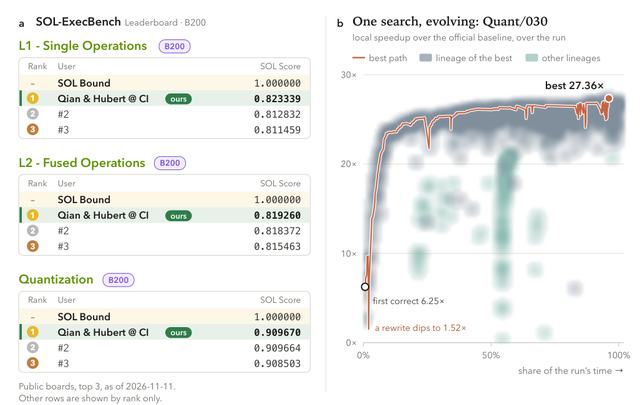 a SOL-ExecBench Leaderboard · B200
L1 - Single Operations B200
Rank User SOL Score
– SOL Bound 1.000000
1 Qian & Hubert @ CI ours 0.823339
2 #2 0.812832
3 #3 0.811459
L2 - Fused Operations B200
Rank User SOL Score
– SOL Bound 1.000000
1 Qian & Hubert @ CI ours 0.819260
2 #2 0.818372
3 #3 0.815463
Quantization B200
Rank User SOL Score
– SOL Bound 1.000000
1 Qian & Hubert @ CI ours 0.909670
2 #2 0.909664
3 #3 0.908503
Public boards, top 3, as of 2026-11-11.
Other rows are shown by rank only.
b One search, evolving: Quant/030
local speedup over the official baseline, over the run
best path lineage of the best other lineages
30×
best 27.36×
20×
10×
first correct 6.25×
a rewrite dips to 1.52×
0×
0% 50% 100%
share of the run's time →